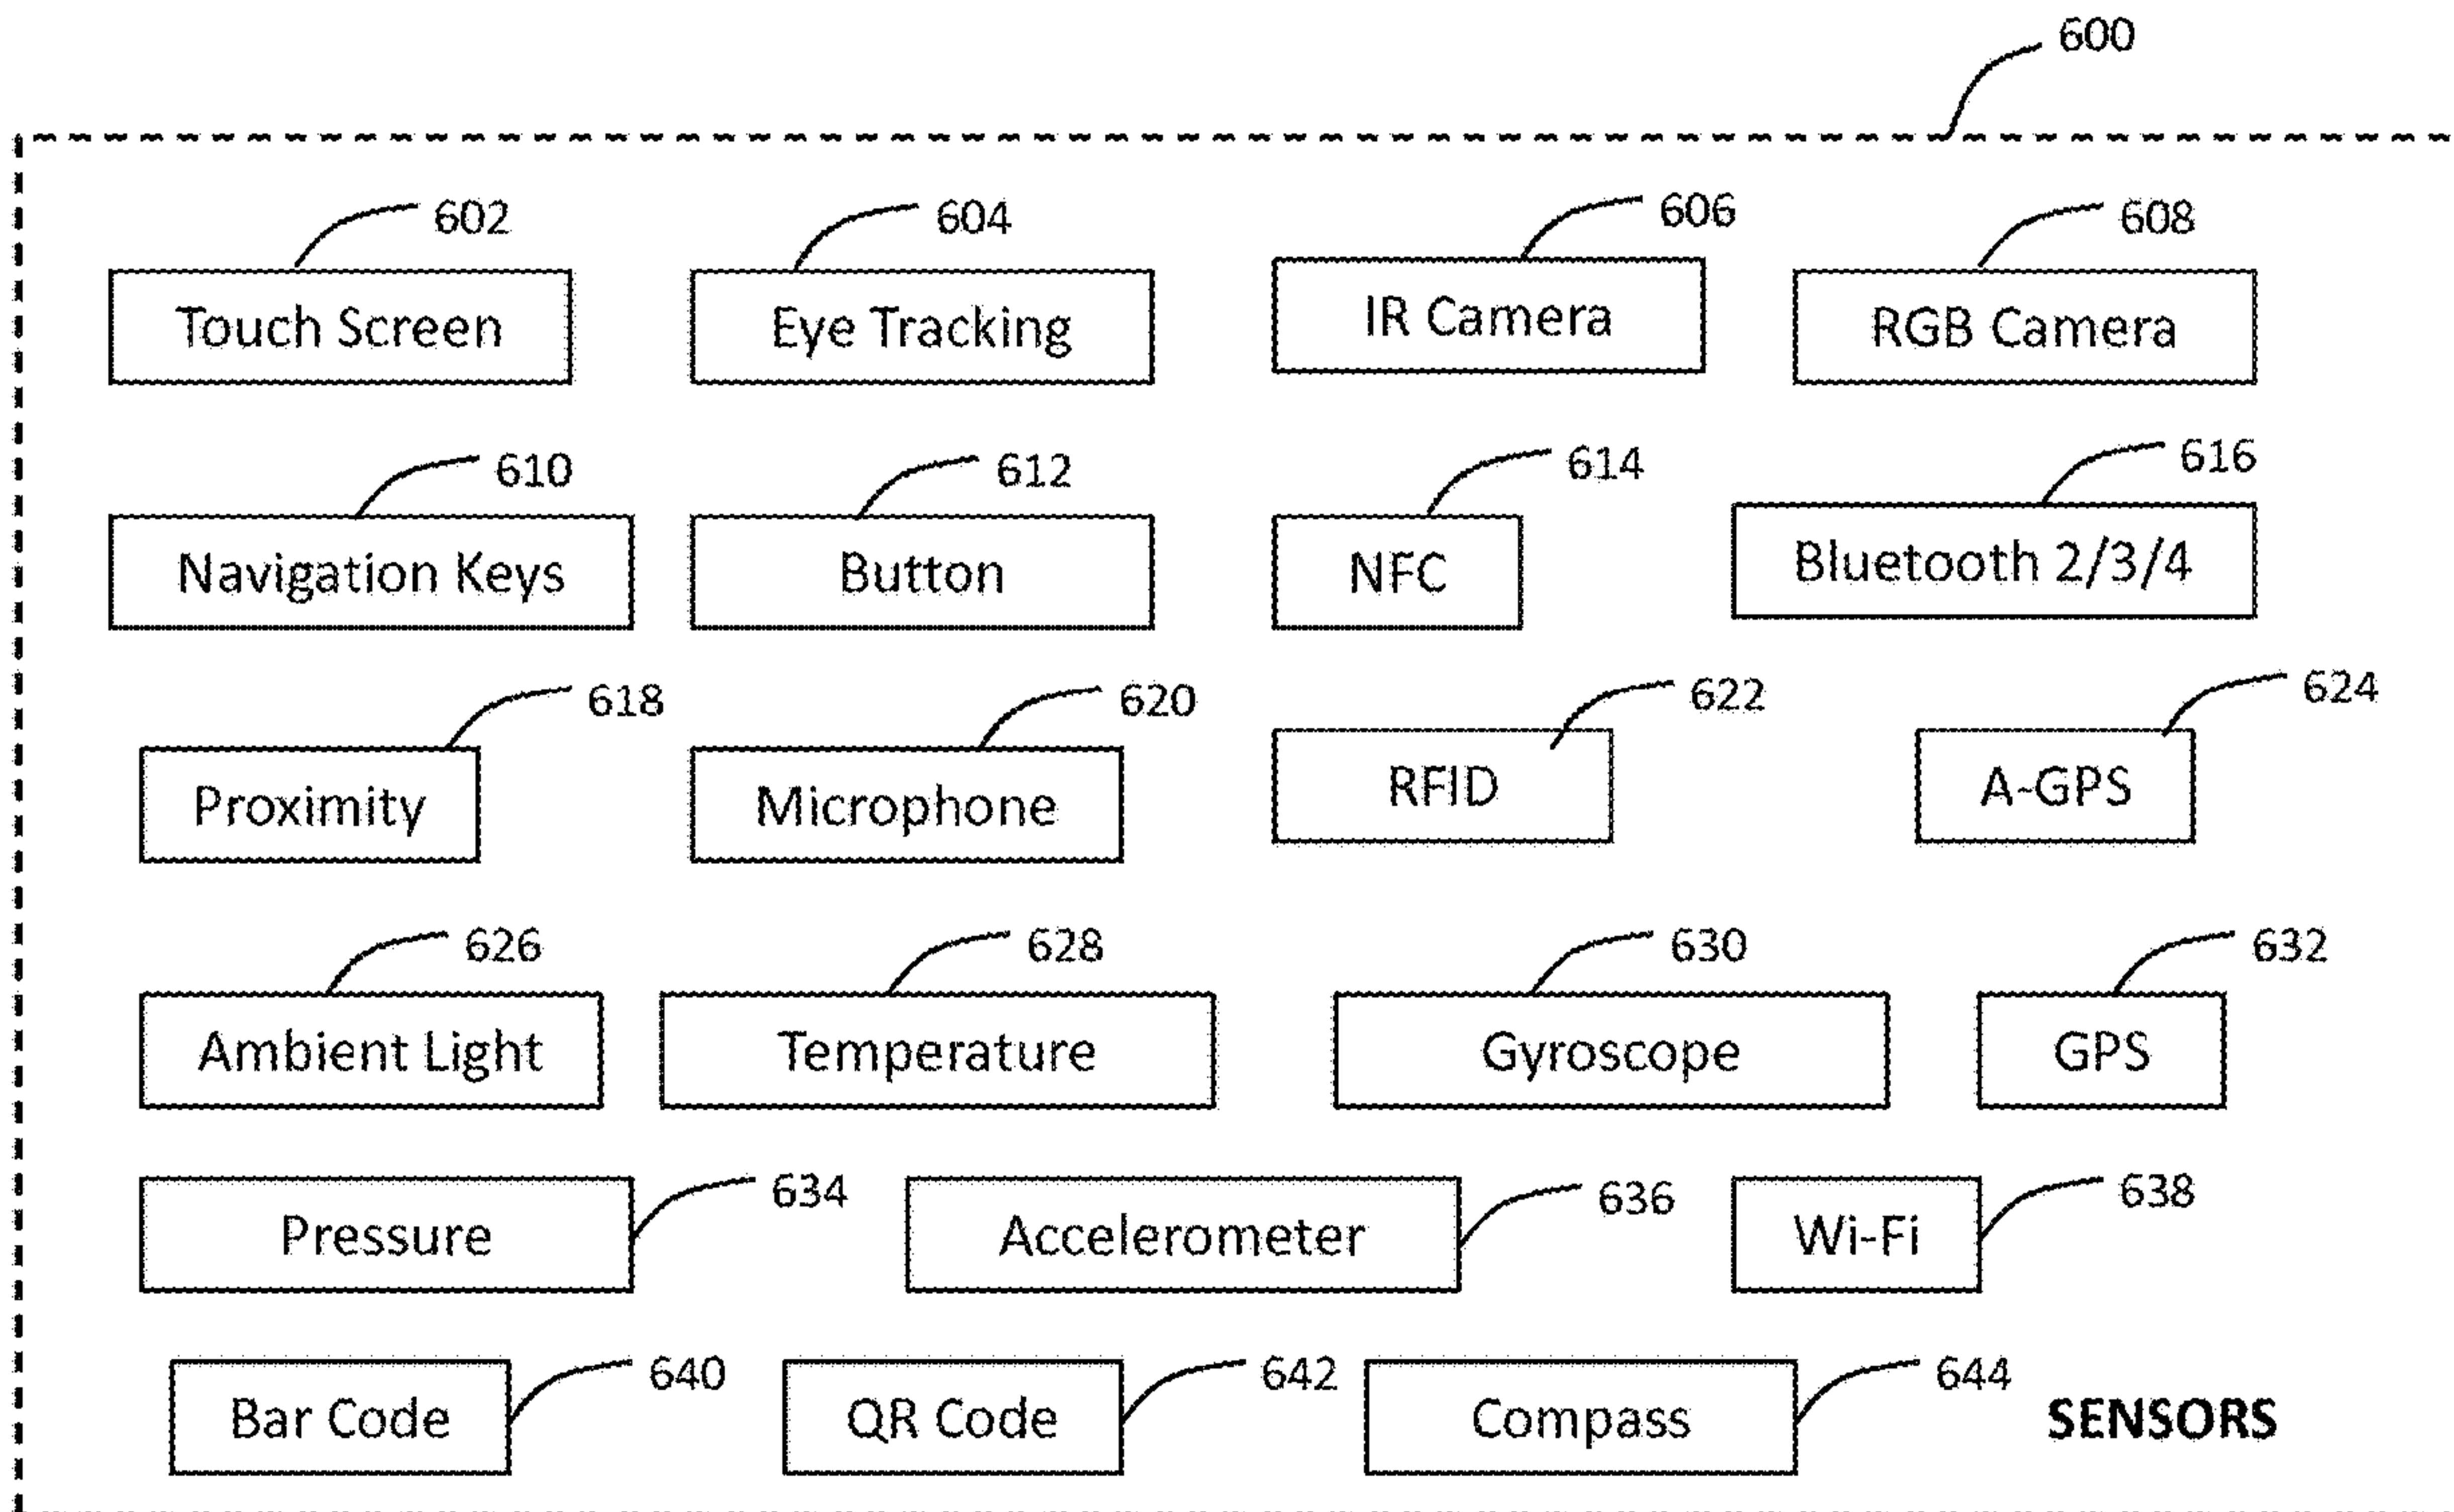 600
602 604 606 608
Touch Screen Eye Tracking IR Camera RGB Camera
610 612 614 616
Navigation Keys Button NFC Bluetooth 2/3/4
618 620 622 624
Proximity Microphone RFID A-GPS
626 628 630 632
Ambient Light Temperature Gyroscope GPS
634 636 638
Pressure Accelerometer Wi-Fi
640 642 644
Bar Code QR Code Compass SENSORS